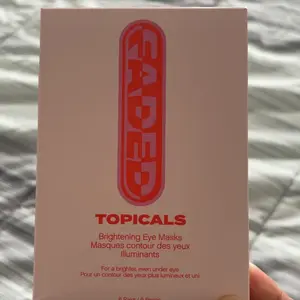 FADED
TOPICALS
Brightening Eye Masks
Masques contour des yeux
Illuminants
For a brighter, even under eye
Pour un contour des yeux plus lumineux et uni